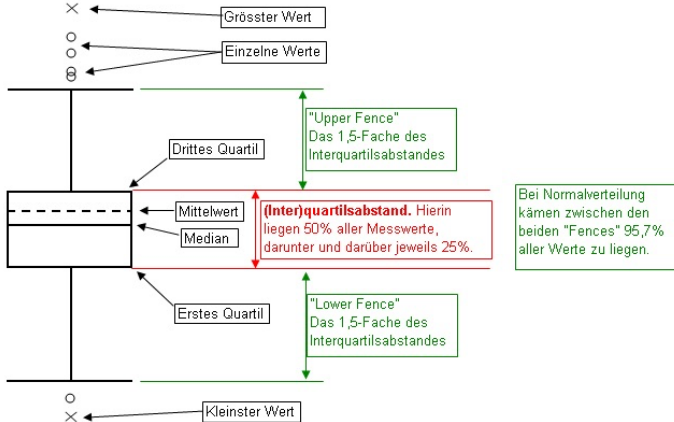 Grösster Wert
Einzelne Werte
"Upper Fence"
Das 1,5-Fache des
Interquartilsabstandes
Drittes Quartil
Mittelwert
Median
(Inter)quartilsabstand. Hierin
liegen 50% aller Messwerte,
darunter und darüber jeweils 25%.
Bei Normalverteilung
kämen zwischen den
beiden "Fences" 95,7%
aller Werte zu liegen.
Erstes Quartil
"Lower Fence"
Das 1,5-Fache des
Interquartilsabstandes
Kleinster Wert